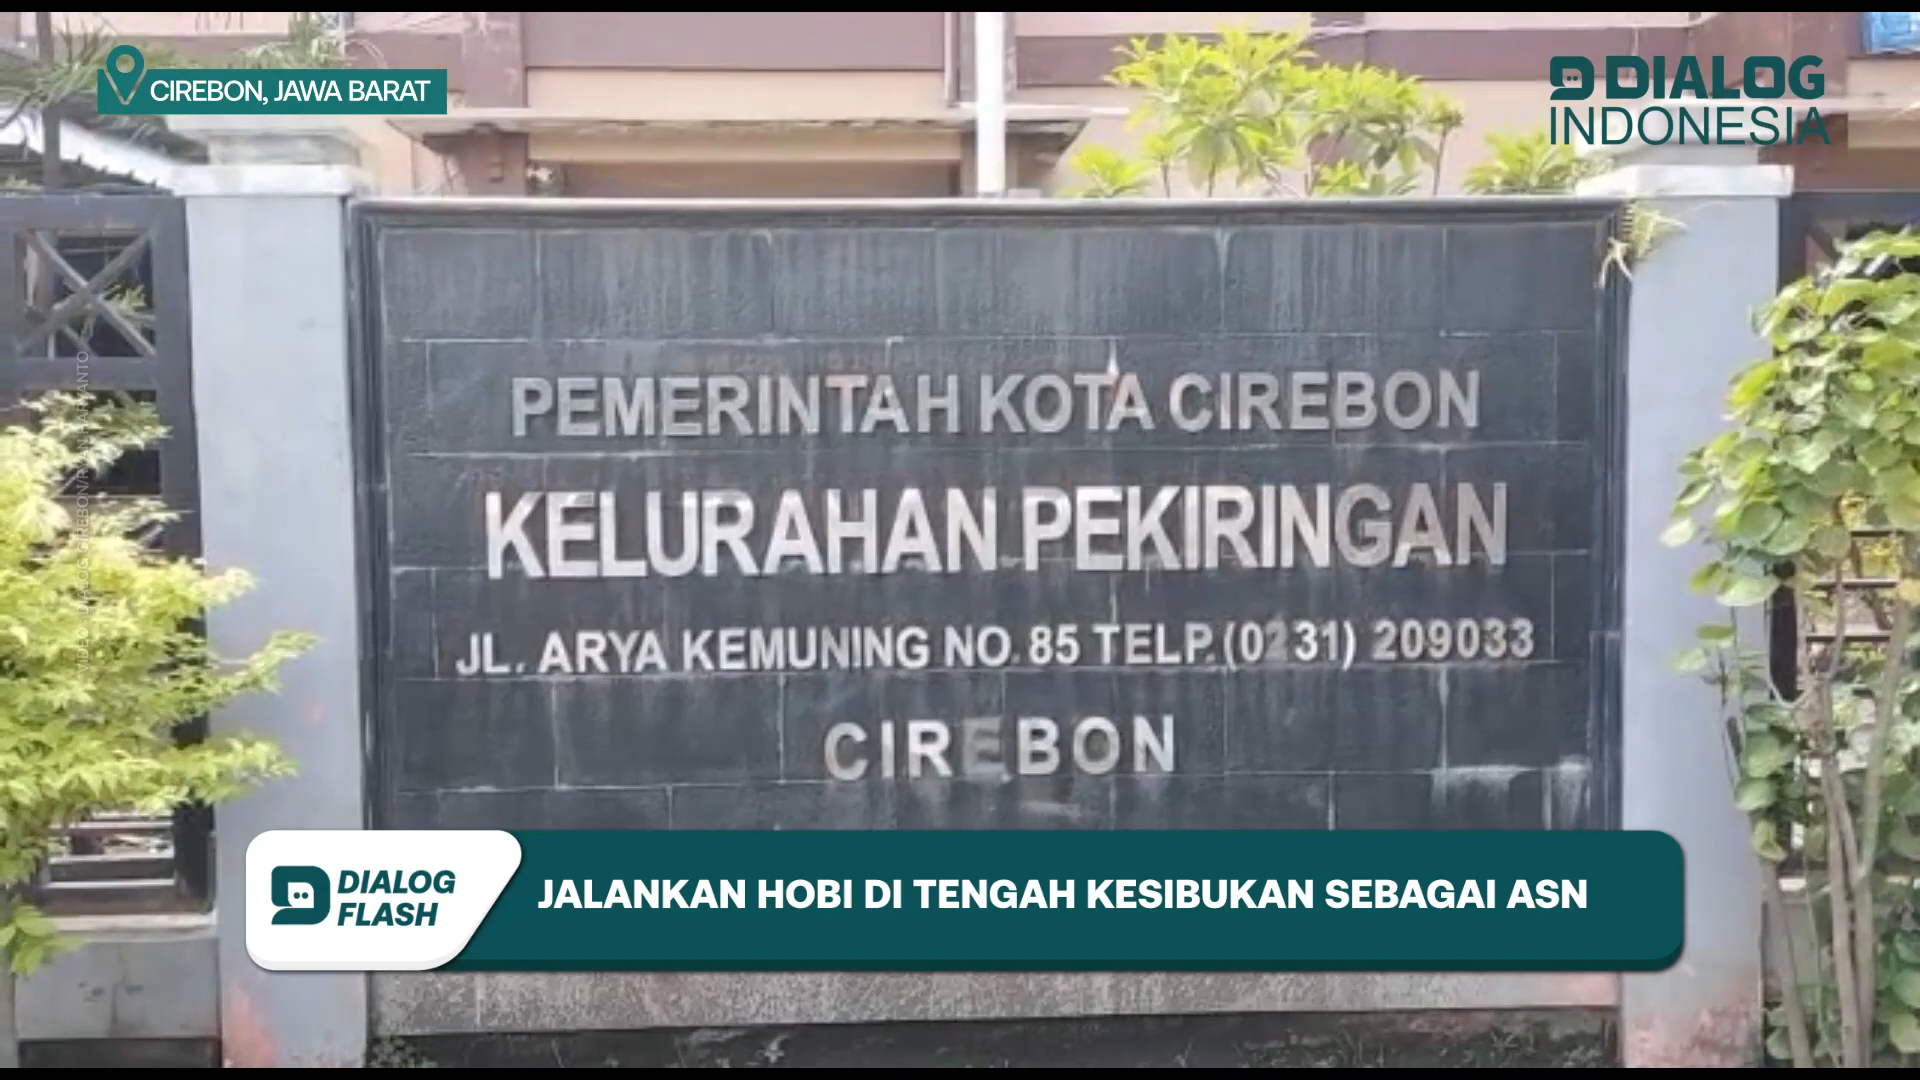 CIREBON, JAWA BARAT
DIALOG
INDONESIA
PEMERINTAH KOTA CIREBON
KELURAHAN PEKIRINGAN
JL. ARYA KEMUNING NO. 85 TELP. (0231) 209033
CIREBON
DIALOG
FLASH
JALANKAN HOBI DI TENGAH KESIBUKAN SEBAGAI ASN